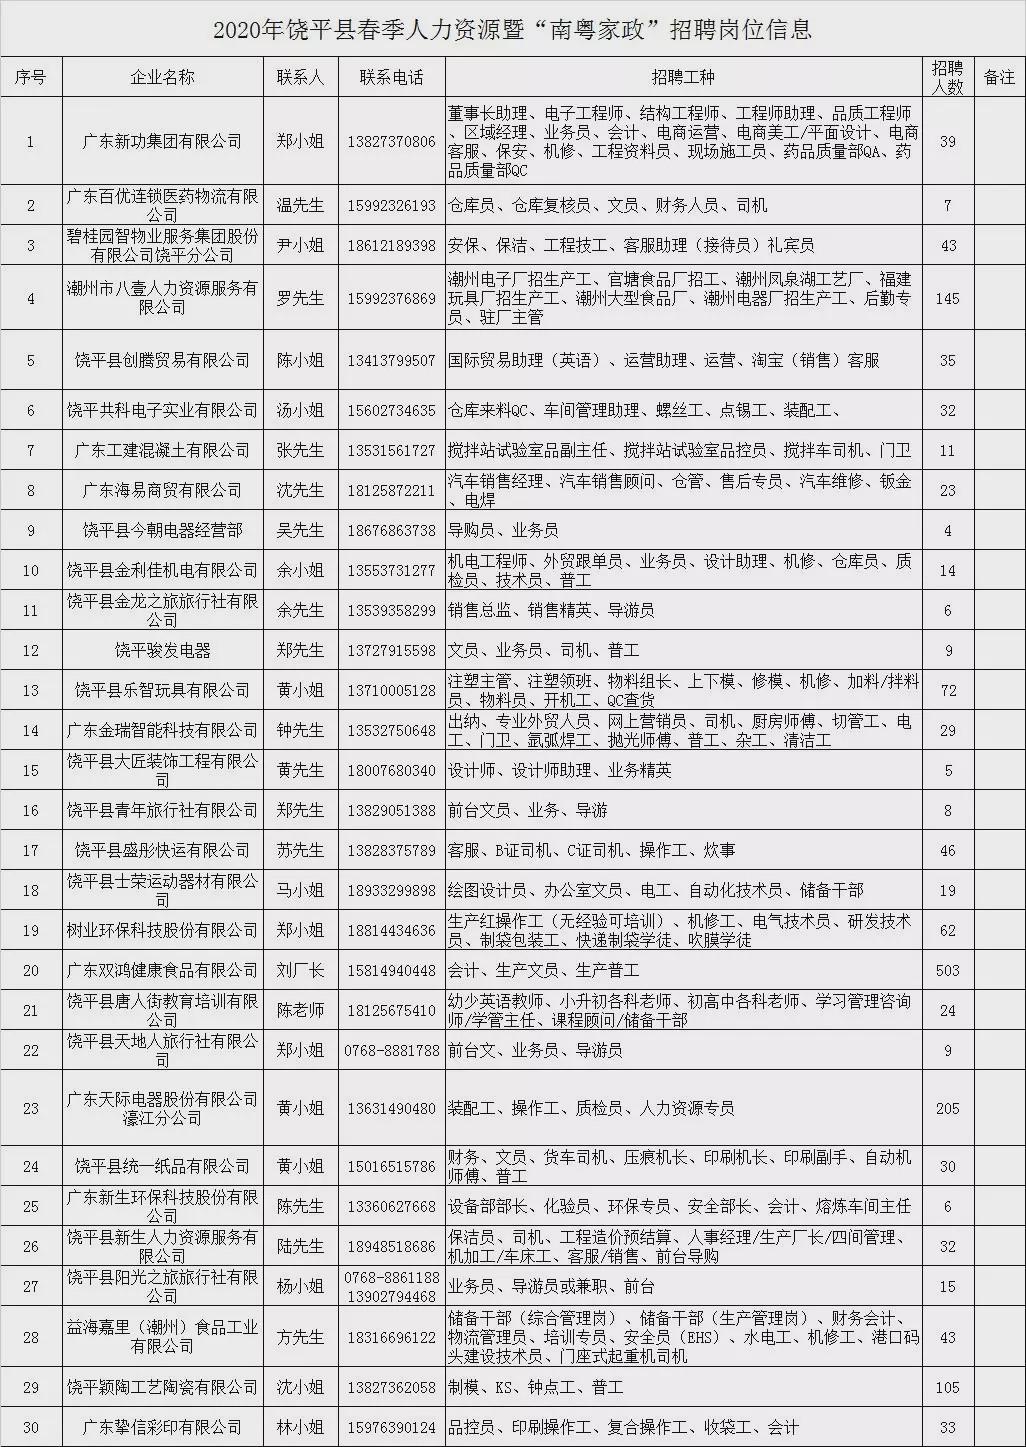 2020年饶平县春季人力资源暨“南粤家政”招聘岗位信息
序号 企业名称 联系人 联系电话 招聘工种 招聘人数 备注
1 广东新功集团有限公司 郑小姐 13827370806 董事长助理、电子工程师、结构工程师、工程师助理、品质工程师
、区域经理、业务员、会计、电商运营、电商美工/平面设计、电商
客服、保安、机修、工程资料员、现场施工员、药品质量部QA、药
品质量部QC
39
2 广东百优连锁医药物流有限
公司
温先生 15992326193 仓库员、仓库复核员、文员、财务人员、司机 7
3 碧桂园智物业服务集团股份
有限公司饶平分公司
尹小姐 18612189398 安保、保洁、工程技工、客服助理（接待员）礼宾员 43
4 潮州市八壹人力资源服务有
限公司
罗先生 15992376869 潮州电子厂招生产工、官塘食品厂招工、潮州凤泉湖工艺厂、福建
玩具厂招生产工、潮州大型食品厂、潮州电器厂招生产工、后勤专
员、驻厂主管
145
5 饶平县创腾贸易有限公司 陈小姐 13413799507 国际贸易助理（英语）、运营助理、运营、淘宝（销售）客服 35
6 饶平共科电子实业有限公司 汤小姐 15602734635 仓库来料QC、车间管理助理、螺丝工、点锡工、装配工、 32
7 广东工建混凝土有限公司 张先生 13531561727 搅拌站试验室品副主任、搅拌站试验室品控员、搅拌车司机、门卫 11
8 广东海易商贸有限公司 沈先生 18125872211 汽车销售经理、汽车销售顾问、仓管、售后专员、汽车维修、钣金
、电焊
23
9 饶平县今朝电器经营部 吴先生 18676863738 导购员、业务员 4
10 饶平县金利佳机电有限公司 余小姐 13553731277 机电工程师、外贸跟单员、业务员、设计助理、机修、仓库员、质
检员、技术员、普工
14
11 饶平县金龙之旅旅行社有限
公司
余先生 13539358299 销售总监、销售精英、导游员 6
12 饶平骏发电器 郑先生 13727915598 文员、业务员、司机、普工 9
13 饶平县乐智玩具有限公司 黄小姐 13710005128 注塑主管、注塑领班、物料组长、上下模、修模、机修、加料/拌料
员、物料员、开机工、QC查货
72
14 广东金瑞智能科技有限公司 钟先生 13532750648 出纳、专业外贸人员、网上营销员、司机、厨房师傅、切管工、电
工、门卫、氩弧焊工、抛光师傅、普工、杂工、清洁工
29
15 饶平县大匠装饰工程有限公
司
黄先生 18007680340 设计师、设计师助理、业务精英 5
16 饶平县青年旅行社有限公司 郑先生 13829051388 前台文员、业务、导游 8
17 饶平县盛彤快运有限公司 苏先生 13828375789 客服、B证司机、C证司机、操作工、炊事 46
18 饶平县士荣运动器材有限公
司
马小姐 18933299898 绘图设计员、办公室文员、电工、自动化技术员、储备干部 19
19 树业环保科技股份有限公司 郑小姐 18814434636 生产红操作工（无经验可培训）、机修工、电气技术员、研发技术
员、制袋包装工、快递制袋学徒、吹膜学徒
62
20 广东双鸿健康食品有限公司 刘厂长 15814940448 会计、生产文员、生产普工 503
21 饶平县唐人街教育培训有限
公司
陈老师 18125675410 幼少英语教师、小升初各科老师、初高中各科老师、学习管理咨询
师/学管主任、课程顾问/储备干部
24
22 饶平县天地人旅行社有限公
司
郑小姐 0768-8881788 前台文、业务员、导游员 9
23 广东天际电器股份有限公司
濠江分公司
黄小姐 13631490480 装配工、操作工、质检员、人力资源专员 205
24 饶平县统一纸品有限公司 黄小姐 15016515786 财务、文员、货车司机、压痕机长、印刷机长、印刷副手、自动机
师傅、普工
30
25 广东新生环保科技股份有限
公司
陈先生 13360627668 设备部部长、化验员、环保专员、安全部长、会计、熔炼车间主任 6
26 饶平县新生人力资源服务有
限公司
陆先生 18948518686 保洁员、司机、工程造价预结算、人事经理/生产厂长/四间管理、
机加工/车床工、客服/销售、前台导购
32
27 饶平县阳光之旅旅行社有限
公司
杨小姐 0768-8861188
13902794468
业务员、导游员或兼职、前台 15
28 益海嘉里（潮州）食品工业
有限公司
方先生 18316696122 储备干部（综合管理岗）、储备干部（生产管理岗）、财务会计、
物流管理员、培训专员、安全员（EHS）、水电工、机修工、港口码
头建设技术员、门座式起重机司机
43
29 饶平颖陶工艺陶瓷有限公司 沈小姐 13827362058 制模、KS、钟点工、普工 105
30 广东挚信彩印有限公司 林小姐 15976390124 品控员、印刷操作工、复合操作工、收袋工、会计 33